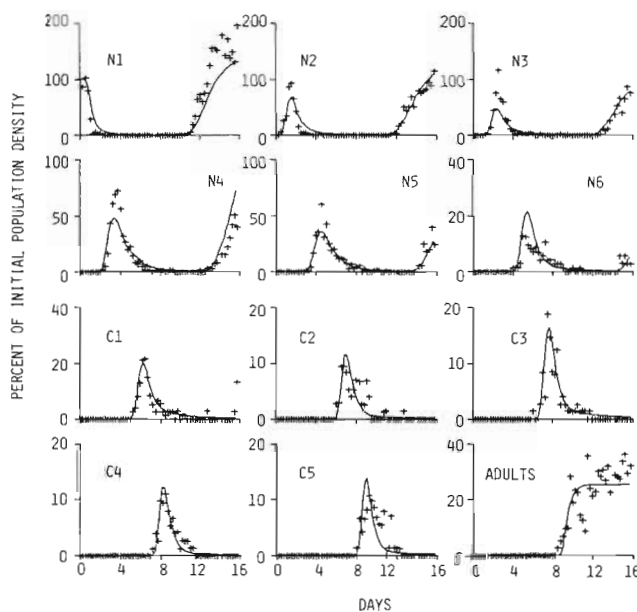 PERCENT OF INITIAL POPULATION DENSITY
200 100 0 N1
200 100 0 N2
200 100 0 N3
100 50 0 N4
100 50 0 N5
40 20 0 N6
40 20 0 C1
20 10 0 C2
20 10 0 C3
20 10 0 C4
20 10 0 C5
40 20 0 ADULTS
0 4 8 12 16
0 4 8 12 16
0 4 8 12 16
DAYS